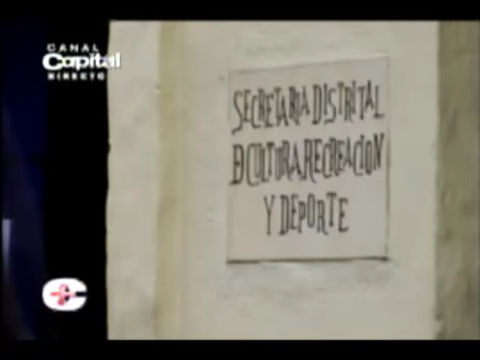 CANAL
Capital
DIRECTO
SECRETARIA DISTRITAL
DE CULTURA, RECREACION
Y DEPORTE